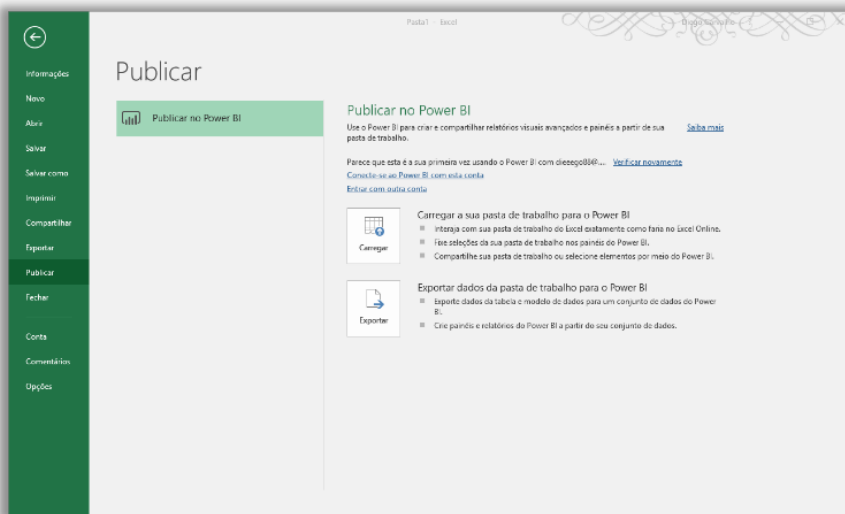 Pasta1 - Excel
Diego Carvalho
Informações
Novo
Abrir
Salvar
Salvar como
Imprimir
Compartilhar
Exportar
Publicar
Fechar
Conta
Comentários
Opções
Publicar
Publicar no Power BI
Publicar no Power BI
Use o Power BI para criar e compartilhar relatórios visuais avançados e painéis a partir de sua
pasta de trabalho.
Saiba mais
Parece que esta é a sua primeira vez usando o Power BI com dieeego88@... Verificar novamente
Conecte-se ao Power BI com esta conta
Entrar com outra conta
Carregar
Carregar a sua pasta de trabalho para o Power BI
Interaja com sua pasta de trabalho do Excel exatamente como faria no Excel Online.
Fixe seleções da sua pasta de trabalho nos painéis do Power BI.
Compartilhe sua pasta de trabalho ou selecione elementos por meio do Power BI.
Exportar
Exportar dados da pasta de trabalho para o Power BI
Exporte dados da tabela e modelo de dados para um conjunto de dados do Power
BI.
Crie painéis e relatórios do Power BI a partir do seu conjunto de dados.